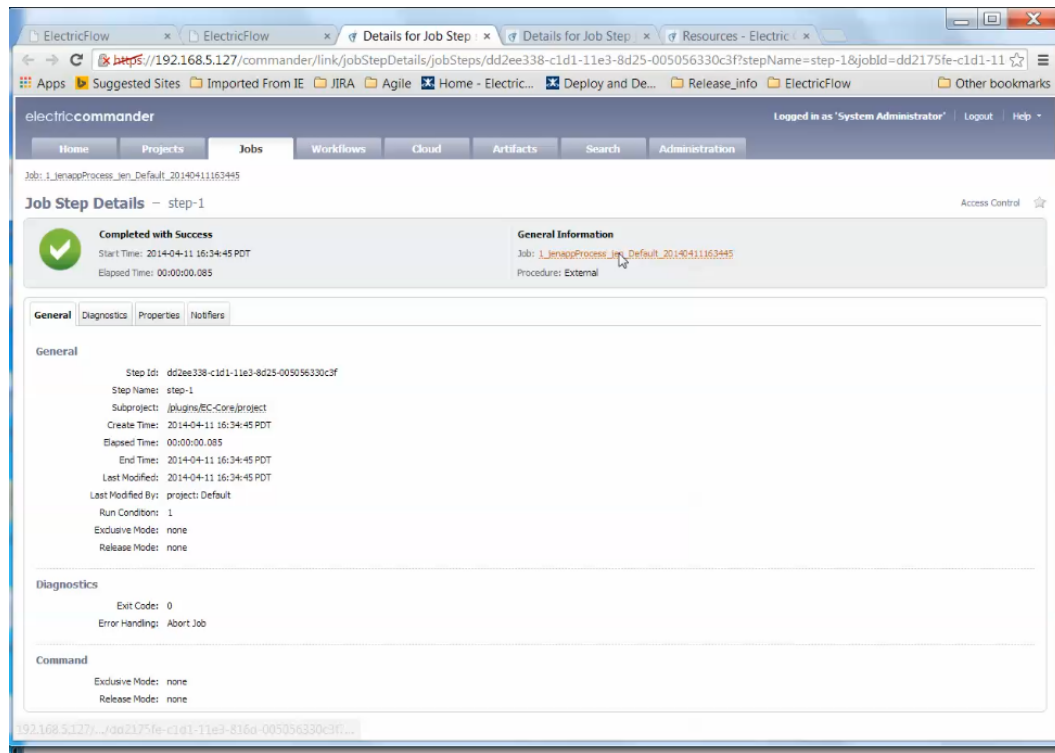 ElectricFlow × ElectricFlow × Details for Job Step × Details for Job Step × Resources - Electric ×
https://192.168.5.127/commander/link/jobStepDetails/jobSteps/dd2ee338-c1d1-11e3-8d25-005056330c3f?stepName=step-1&jobId=dd2175fe-c1d1-11
Apps Suggested Sites Imported From IE JIRA Agile Home - Electric... Deploy and De... Release_info ElectricFlow Other bookmarks
electriccommander Logged in as 'System Administrator' Logout Help
Home Projects Jobs Workflows Cloud Artifacts Search Administration
Job: 1_jenappProcess_jen_Default_20140411163445
Job Step Details – step-1 Access Control
Completed with Success General Information
Start Time: 2014-04-11 16:34:45 PDT Job: 1_jenappProcess_jen_Default_20140411163445
Elapsed Time: 00:00:00.085 Procedure: External
General Diagnostics Properties Notifiers
General
Step Id: dd2ee338-c1d1-11e3-8d25-005056330c3f
Step Name: step-1
Subproject: /plugins/EC-Core/project
Create Time: 2014-04-11 16:34:45 PDT
Elapsed Time: 00:00:00.085
End Time: 2014-04-11 16:34:45 PDT
Last Modified: 2014-04-11 16:34:45 PDT
Last Modified By: project: Default
Run Condition: 1
Exclusive Mode: none
Release Mode: none
Diagnostics
Exit Code: 0
Error Handling: Abort Job
Command
Exclusive Mode: none
Release Mode: none
192.168.5.127/.../dd2175fe-c1d1-11e3-816d-005056330c3f/...